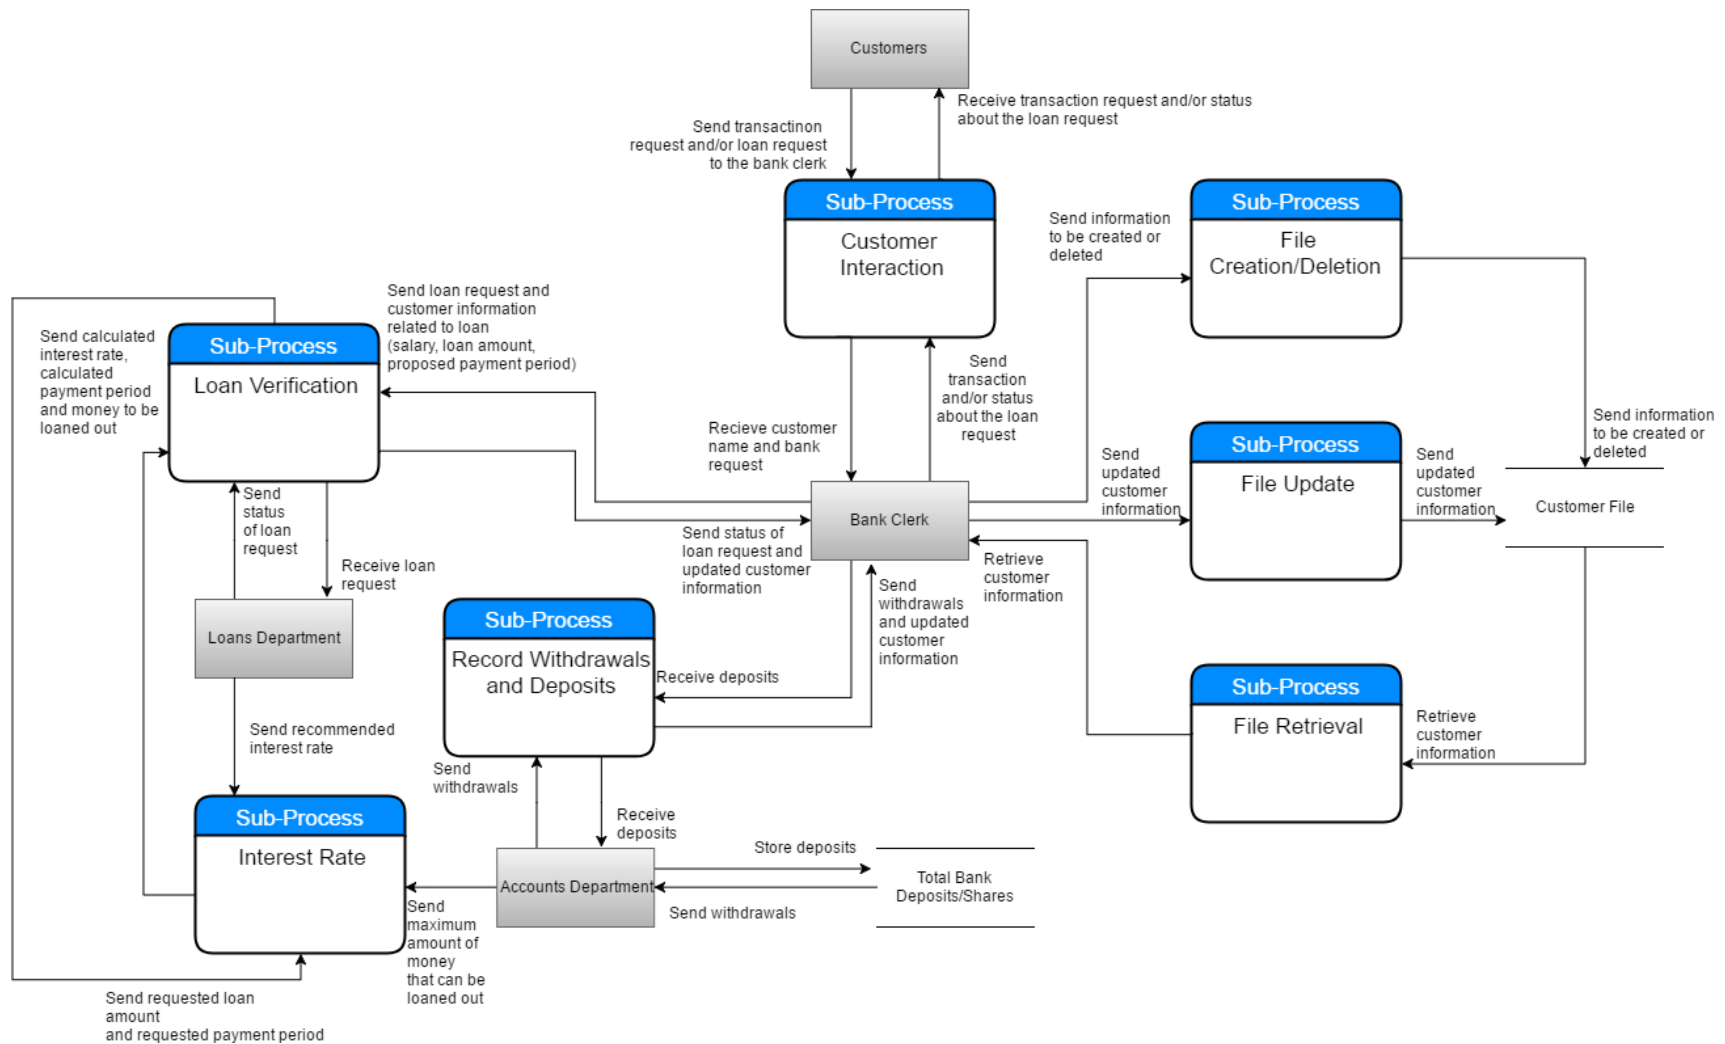 Customers
Receive transaction request and/or status
about the loan request
Send transactinon
request and/or loan request
to the bank clerk
Sub-Process
Customer
Interaction
Sub-Process
File
Creation/Deletion
Send information
to be created or
deleted
Send loan request and
customer information
related to loan
(salary, loan amount,
proposed payment period)
Send calculated
interest rate,
calculated
payment period
and money to be
loaned out
Sub-Process
Loan Verification
Send
transaction
and/or status
about the loan
request
Recieve customer
name and bank
request
Send information
to be created or
deleted
Send
updated
customer
information
Sub-Process
File Update
Send
updated
customer
information
Customer File
Bank Clerk
Send
status
of loan
request
Receive loan
request
Send status of
loan request and
updated customer
information
Retrieve
customer
information
Send
withdrawals
and updated
customer
information
Loans Department
Sub-Process
Record Withdrawals
and Deposits
Receive deposits
Sub-Process
File Retrieval
Retrieve
customer
information
Send recommended
interest rate
Send
withdrawals
Receive
deposits
Sub-Process
Interest Rate
Store deposits
Accounts Department
Total Bank
Deposits/Shares
Send withdrawals
Send
maximum
amount of
money
that can be
loaned out
Send requested loan
amount
and requested payment period